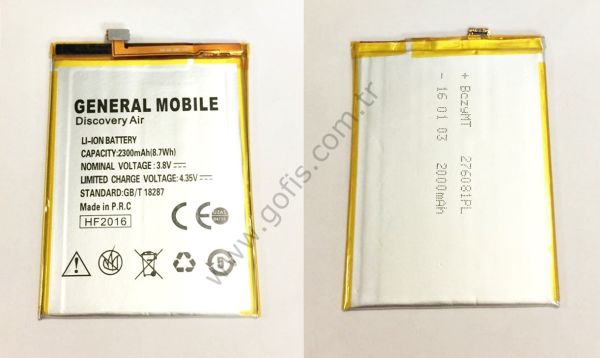 GENERAL MOBILE
Discovery Air
LI-ION BATTERY
CAPACITY:2300mAh(8.7Wh)
NOMINAL VOLTAGE:3.8V
LIMITED CHARGE VOLTAGE:4.35V
STANDARD:GB/T 18287
Made in P.R.C
HF2016
CE
+ BczyMT 276081PL
- 16 01 03 2000mAh
www.gofis.com.tr